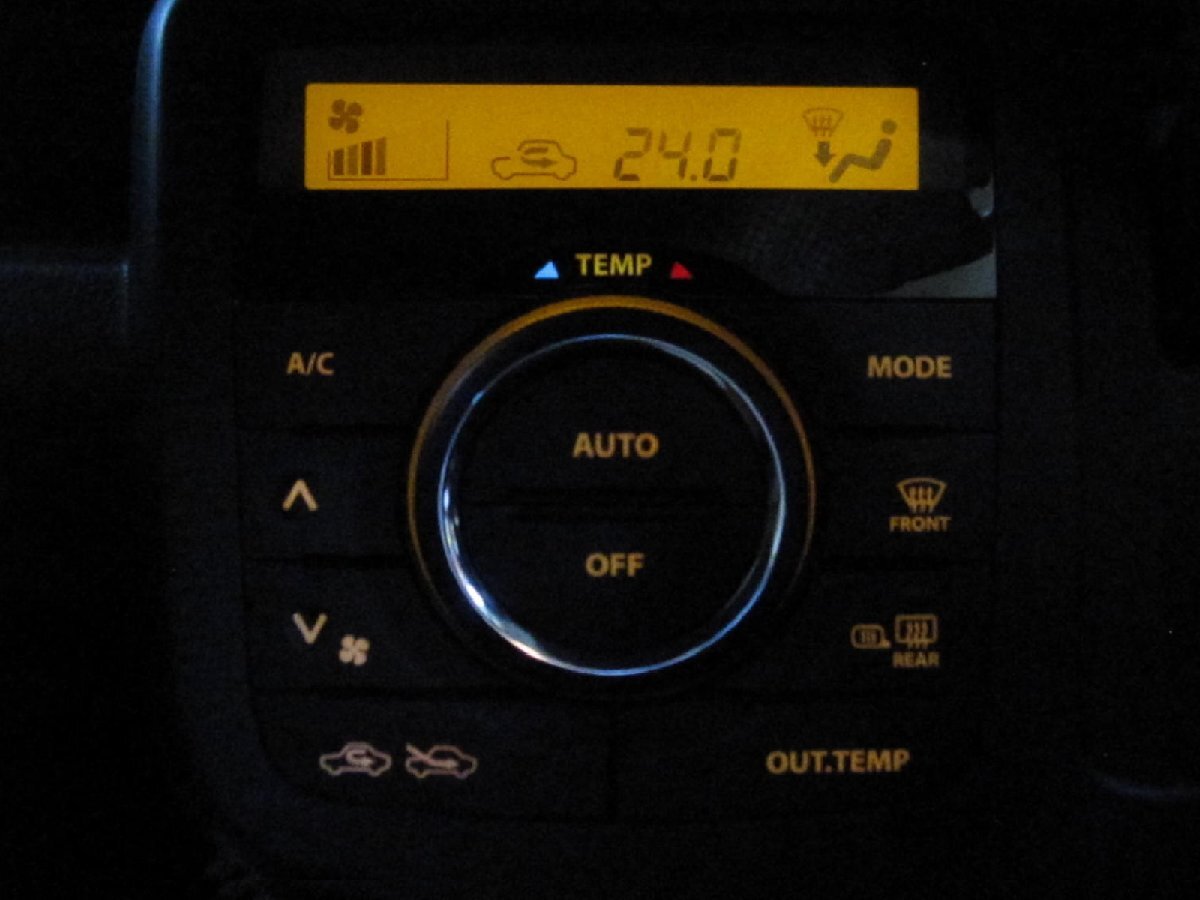 24.0
TEMP
A/C
MODE
AUTO
FRONT
OFF
REAR
OUT.TEMP